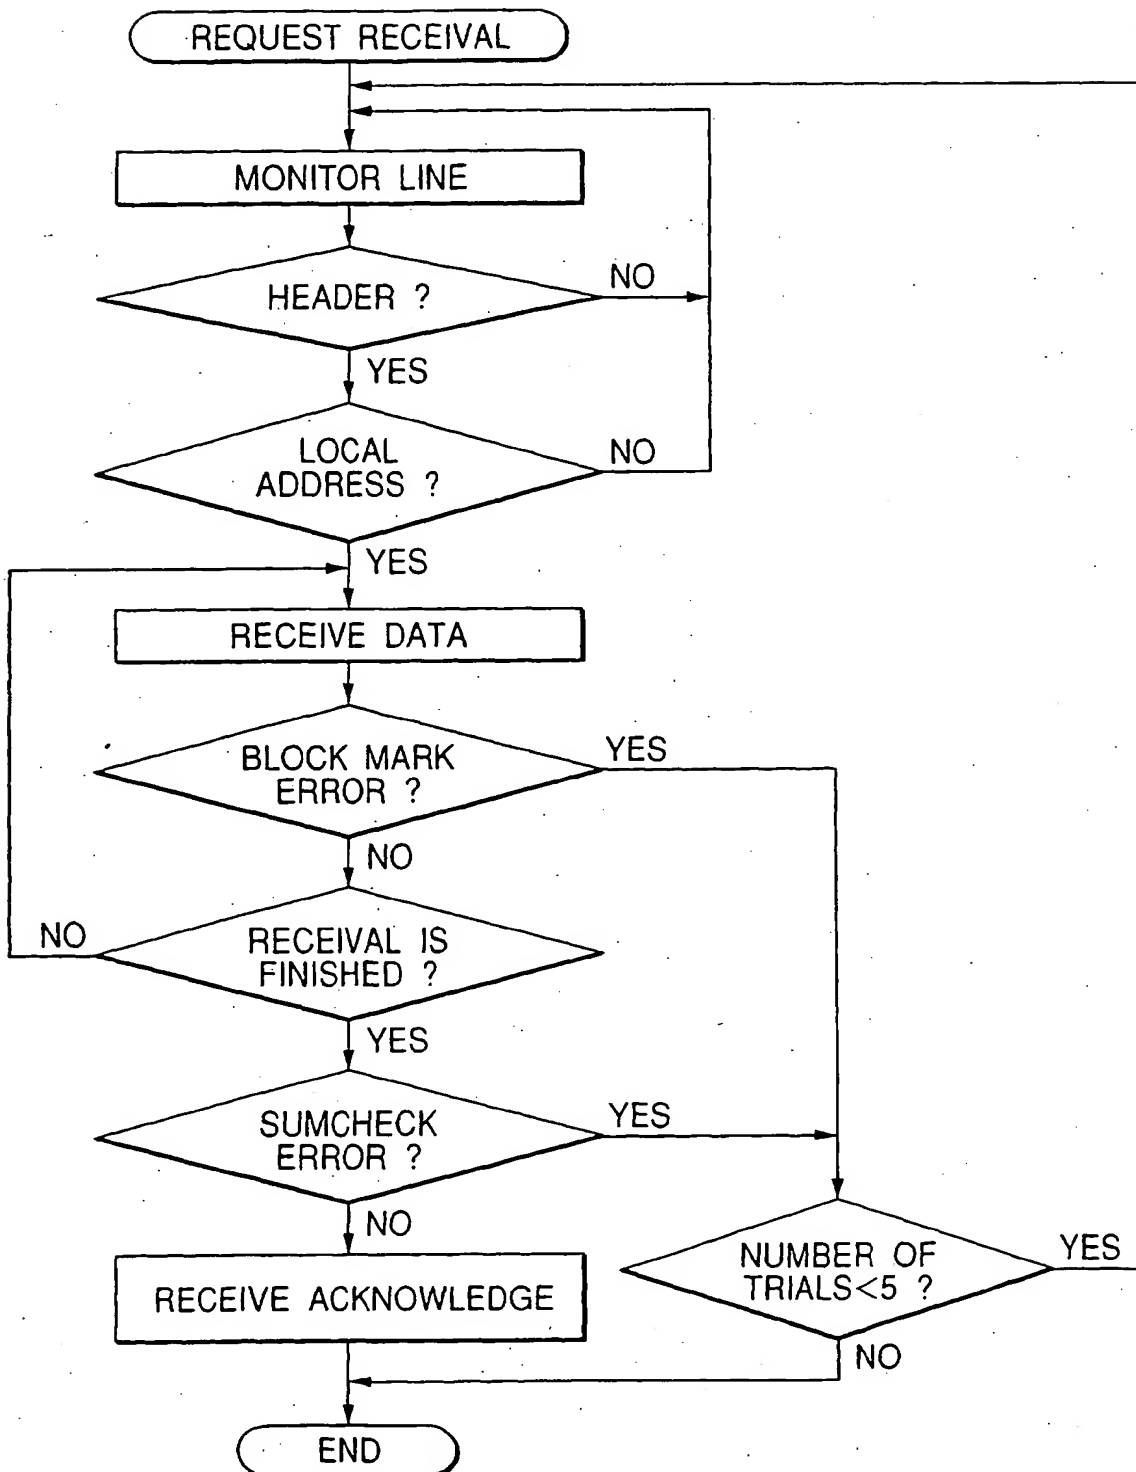 REQUEST RECEIVAL
MONITOR LINE
HEADER ?
NO
YES
LOCAL
ADDRESS ?
NO
YES
RECEIVE DATA
BLOCK MARK
ERROR ?
YES
NO
RECEIVAL IS
FINISHED ?
NO
YES
SUMCHECK
ERROR ?
YES
NO
NUMBER OF
TRIALS<5 ?
YES
NO
RECEIVE ACKNOWLEDGE
END